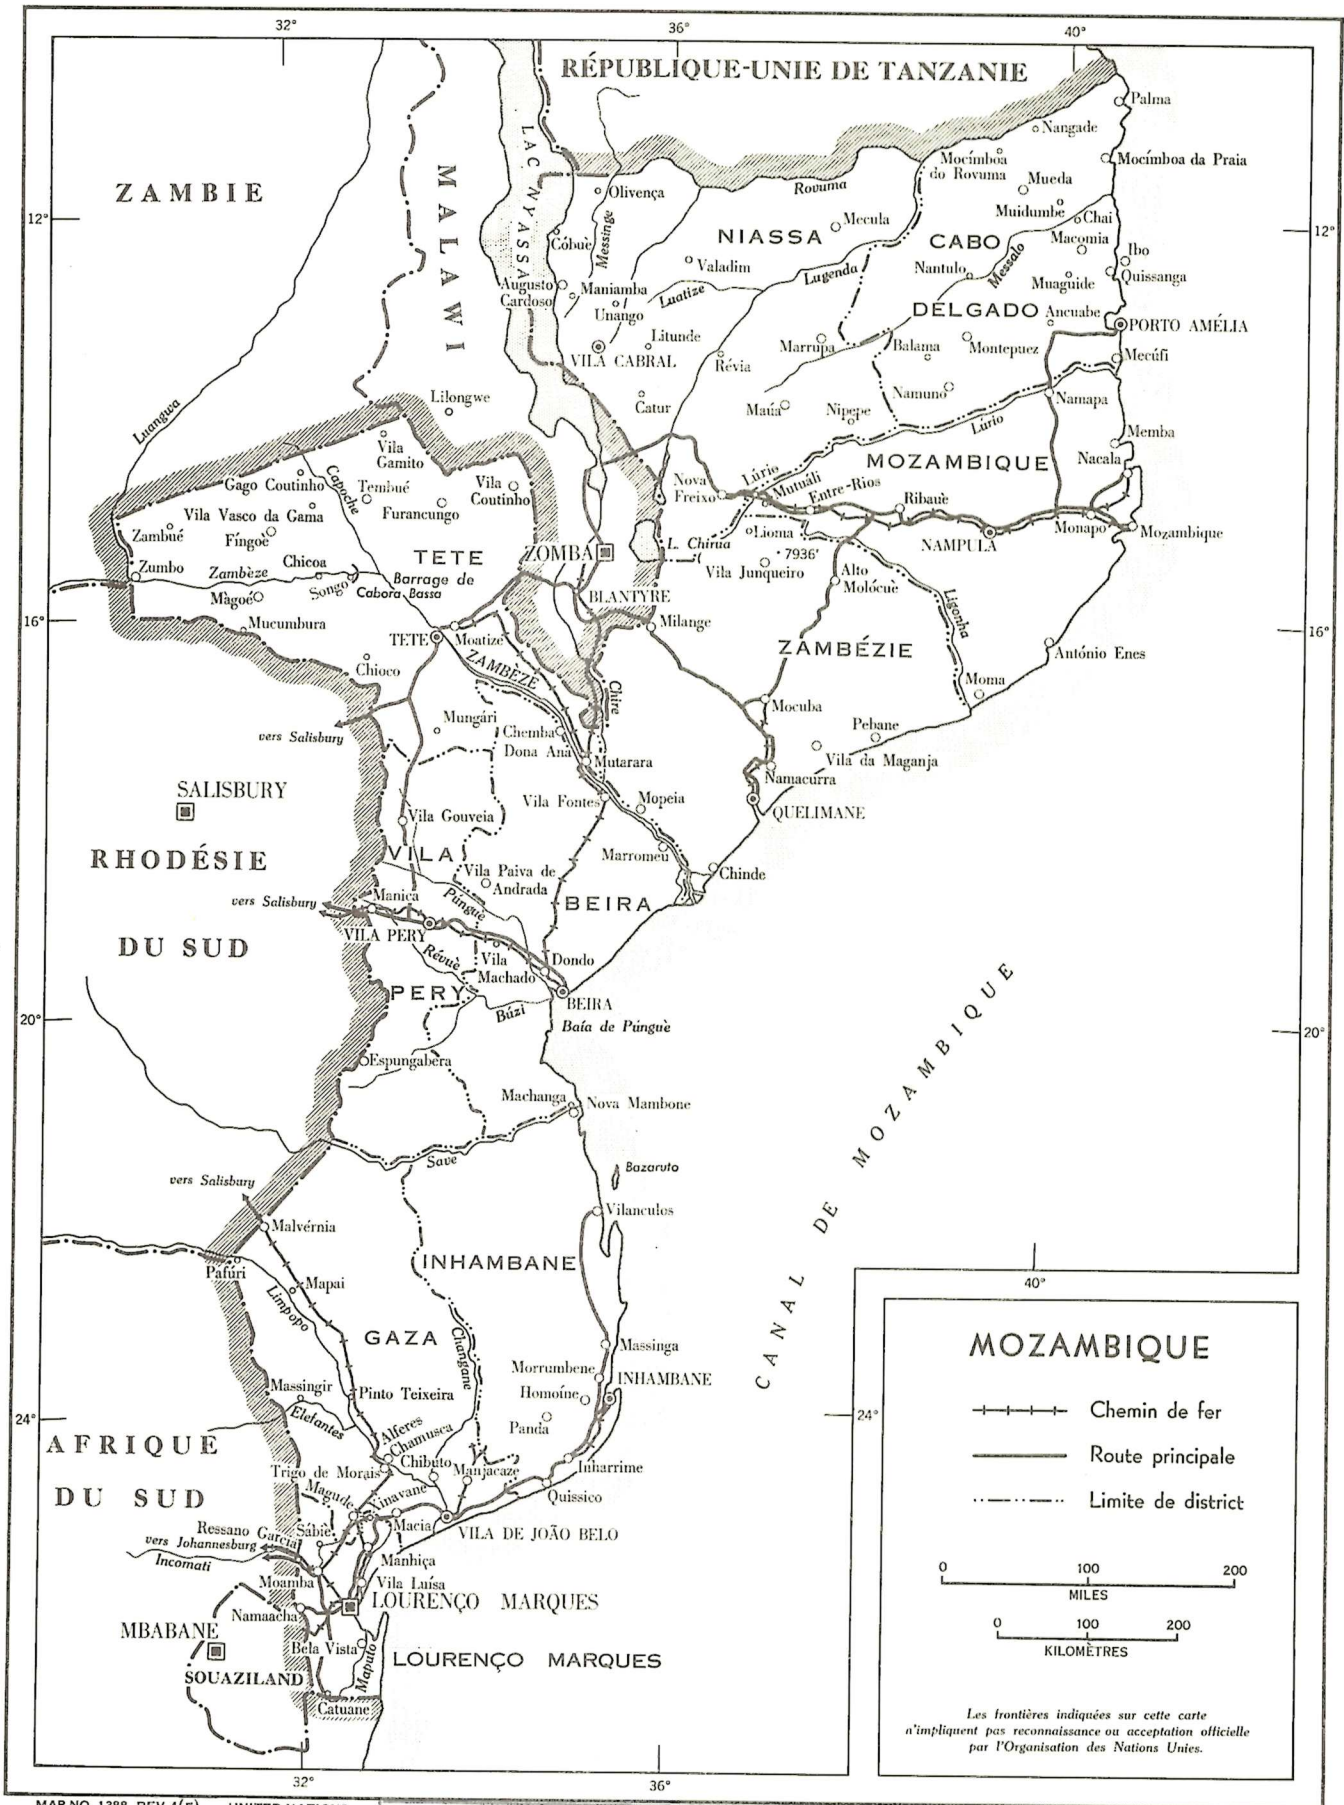 32°
36°
40°
RÉPUBLIQUE-UNIE DE TANZANIE
Palma
Nangade
Mocímboa
do Rovuma
Mocímboa da Praia
ZAMBIE
MALAWI
LAC NYASSA
Olivença
Rovuma
Mueda
Messinge
Muidumbe
Chai
12°
12°
Mecula
NIASSA
CABO
Macomia
Cóbuè
Ibo
Valadim
Lugenda
Nantulo
Messalo
Quissanga
Muaguide
Augusto
Cardoso
Maniamba
Luatize
Unango
DELGADO
Ancuabe
PORTO AMÉLIA
Litunde
Marrupa
Balama
Montepuez
VILA CABRAL
Révia
Mecúfi
Lilongwe
Namuno
Catur
Maúa
Nipepe
Namapa
Luangwa
Lúrio
Memba
Vila
Gamito
MOZAMBIQUE
Nacala
Gago Coutinho
Capoche
Tembué
Vila
Coutinho
Nova
Freixo
Lúrio
Mutuáli
Entre-Rios
Ribauè
Furancungo
Vila Vasco da Gama
Zambué
Fíngoè
Lioma
Monapo
Mozambique
TETE
ZOMBA
L. Chirua
7936'
NAMPULA
Zumbo
Zambèze
Chicoa
Songo
Barrage de
Cabora Bassa
Vila Junqueiro
Alto
Molócuè
Màgoé
BLANTYRE
Ligonha
16°
16°
Mucumbura
Milange
TETE
Moatize
ZAMBÉZIE
António Enes
Chioco
ZAMBÈZE
Chire
Moma
vers Salisbury
Mungári
Mocuba
Chemba
Dona Ana
Pebane
Mutarara
Vila da Maganja
SALISBURY
Namacurra
Vila Fontes
Mopeia
Vila Gouveia
QUELIMANE
RHODÉSIE
VILA
Marromeu
Vila Paiva de
Andrada
Chinde
Manica
vers Salisbury
Púngue
BEIRA
VILA PERY
DU SUD
Révuè
Vila
Machado
Dondo
PERY
Búzi
BEIRA
20°
20°
Baía de Púnguè
Espungabera
CANAL DE MOZAMBIQUE
Machanga
Nova Mambone
Save
vers Salisbury
Bazaruto
Vilanculos
Malvérnia
INHAMBANE
Pafúri
Mapai
40°
Limpopo
GAZA
Changane
Massinga
Morrumbene
INHAMBANE
Massingir
Pinto Teixeira
Homoíne
Elefantes
24°
24°
Panda
AFRIQUE
Alferes
Chamusca
Chibuto
Inharrime
Trigo de Morais
Manjacaze
DU SUD
Magude
Xinavane
Quissico
Ressano Garcia
Sábiè
Macia
VILA DE JOÃO BELO
vers Johannesburg
Incomati
Manhiça
Moamba
Vila Luísa
Namaacha
LOURENÇO MARQUES
MBABANE
Bela Vista
Maputo
LOURENÇO MARQUES
SOUAZILAND
Catuane
32°
36°
MOZAMBIQUE
Chemin de fer
Route principale
Limite de district
0 100 200
MILES
0 100 200
KILOMÈTRES
Les frontières indiquées sur cette carte
n'impliquent pas reconnaissance ou acceptation officielle
par l'Organisation des Nations Unies.